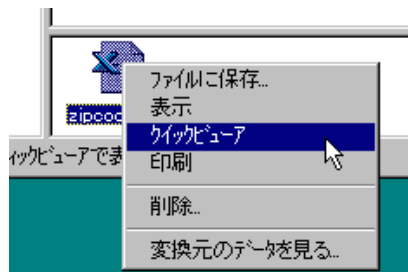 ファイルに保存...
表示
zipcoo
クイックビューア
ィックビューアで表
印刷
削除...
変換元のデータを見る...